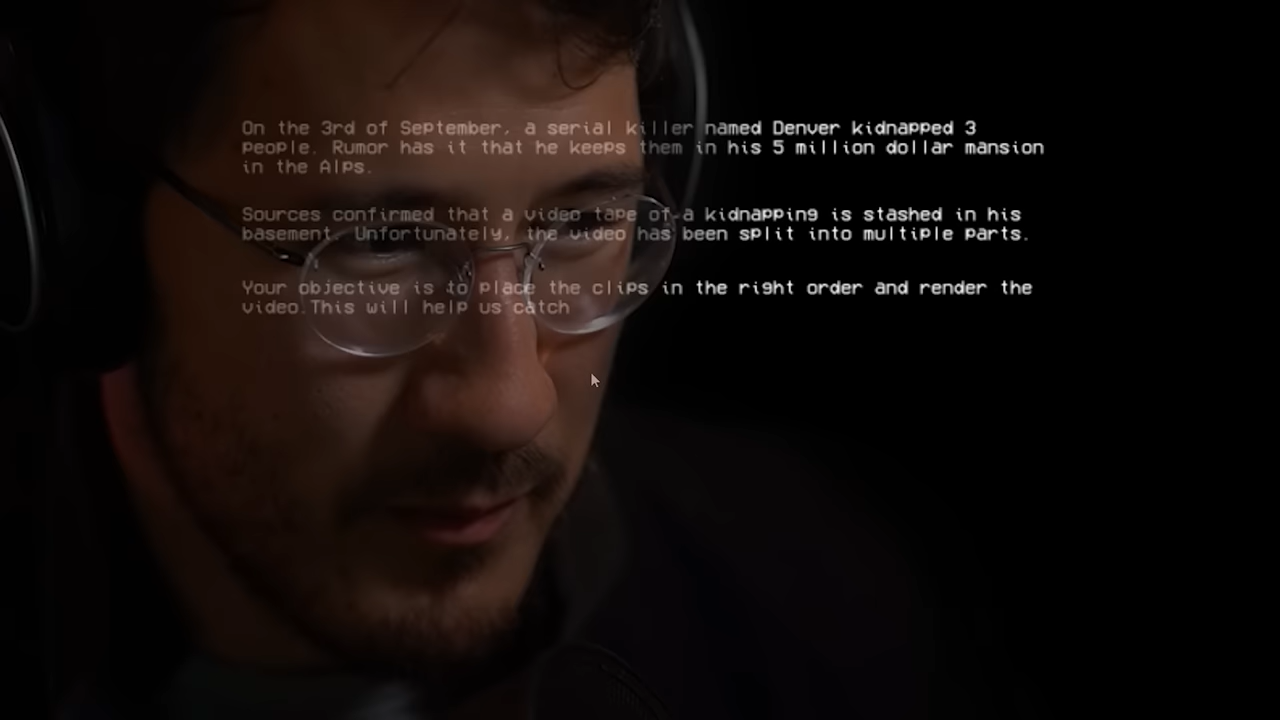 On the 3rd of September, a serial killer named Denver kidnapped 3
people. Rumor has it that he keeps them in his 5 million dollar mansion
in the Alps.
Sources confirmed that a video tape of a kidnapping is stashed in his
basement. Unfortunately, the video has been split into multiple parts.
Your objective is to place the clips in the right order and render the
video.This will help us catch